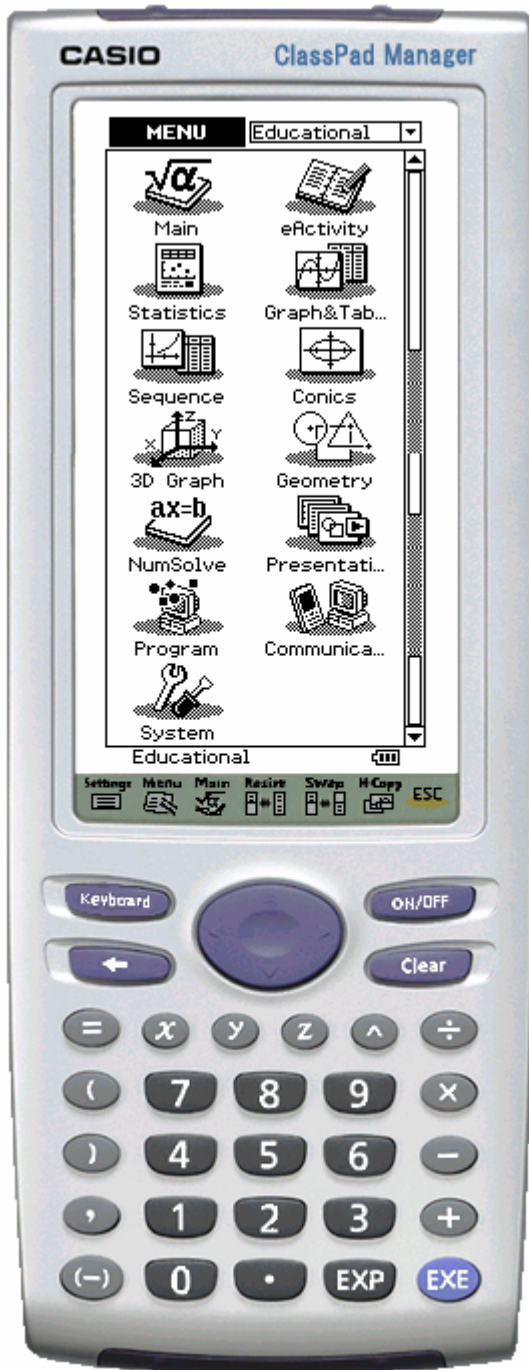 CASIO ClassPad Manager
MENU Educational
√α
Main eActivity
Statistics Graph&Tab...
Sequence Conics
X Z Y r
3D Graph Geometry
ax=b
NumSolve Presentati...
Program Communica...
System
Educational
Settings Menu Main Resize Swap H-Copy ESC
Keyboard ON/OFF
Clear
= x y z ^ ÷
( 7 8 9 ×
) 4 5 6 −
, 1 2 3 +
(−) 0 · EXP EXE